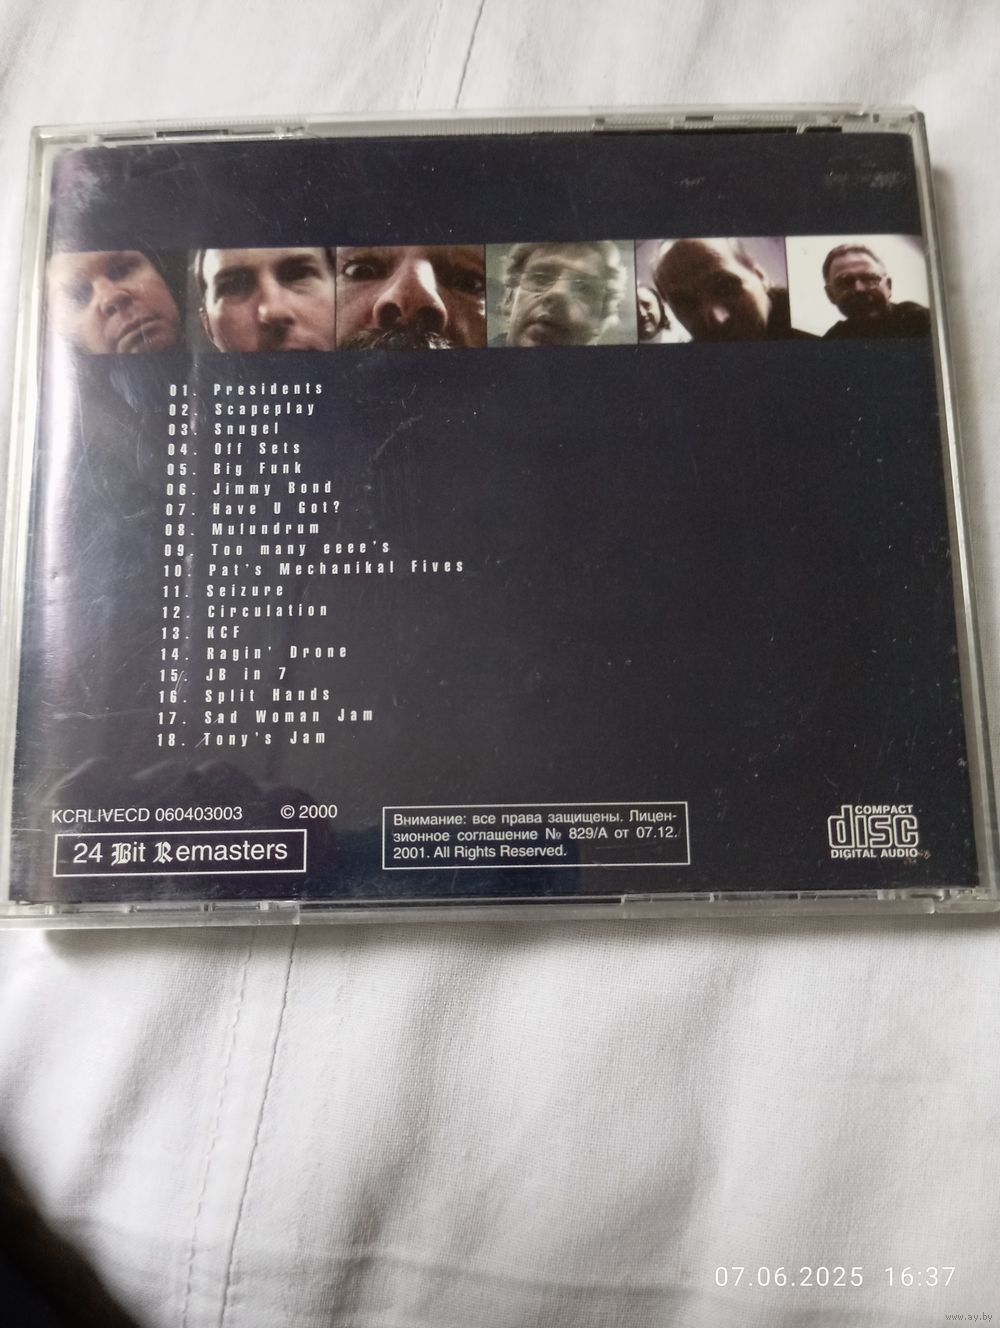 01. Presidents
02. Scapeplay
03. Snugel
04. Off Sets
05. Big Funk
06. Jimmy Bond
07. Have U Got?
08. Mulundrum
09. Too many eeee's
10. Pat's Mechanikal Fives
11. Seizure
12. Circulation
13. KCF
14. Ragin' Drone
15. JB in 7
16. Split Hands
17. Sad Woman Jam
18. Tony's Jam
KCRLIVECD 060403003 © 2000
24 Bit Remasters
Внимание: все права защищены. Лицен-
зионное соглашение № 829/А от 07.12.
2001. All Rights Reserved.
COMPACT
disc
DIGITAL AUDIO
07.06.2025 16:37
www.ay.by